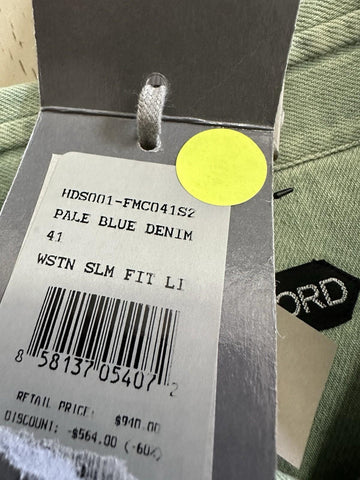 HDS001-FMC041S2
PALE BLUE DENIM
41
WSTN SLM FIT LI
8 58137 05407 2
RETAIL PRICE: $940.00
DISCOUNT: -$564.00 (-60%)
ORD